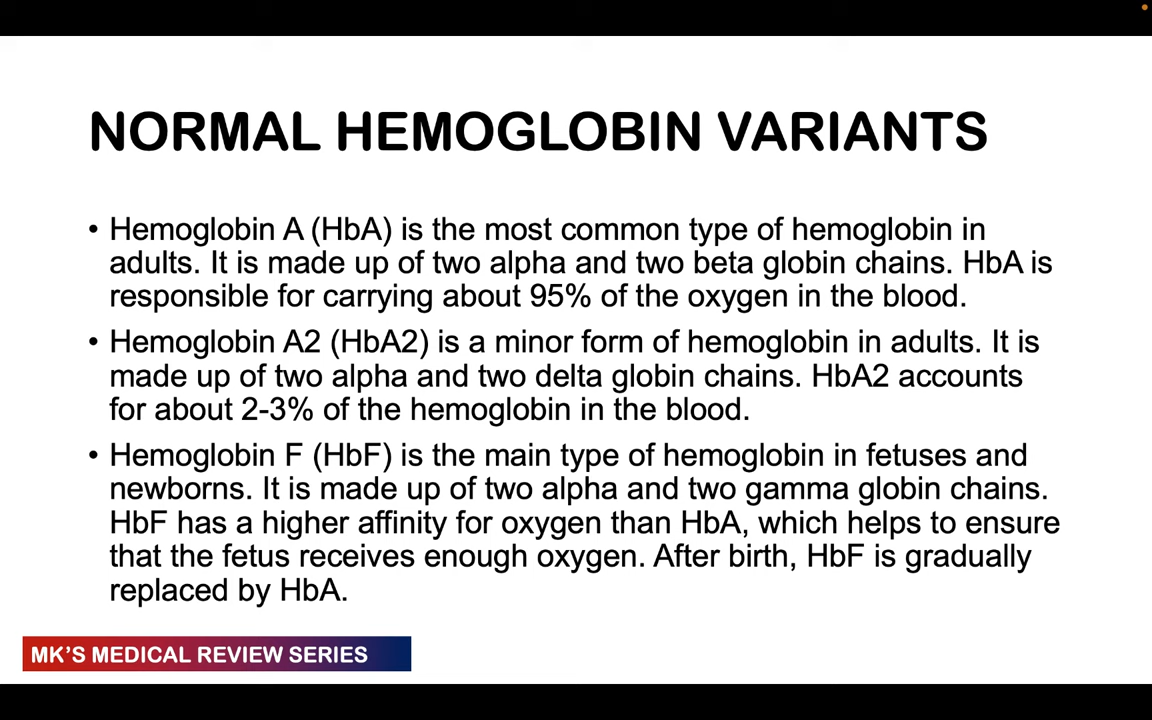 NORMAL HEMOGLOBIN VARIANTS
• Hemoglobin A (HbA) is the most common type of hemoglobin in
adults. It is made up of two alpha and two beta globin chains. HbA is
responsible for carrying about 95% of the oxygen in the blood.
• Hemoglobin A2 (HbA2) is a minor form of hemoglobin in adults. It is
made up of two alpha and two delta globin chains. HbA2 accounts
for about 2-3% of the hemoglobin in the blood.
• Hemoglobin F (HbF) is the main type of hemoglobin in fetuses and
newborns. It is made up of two alpha and two gamma globin chains.
HbF has a higher affinity for oxygen than HbA, which helps to ensure
that the fetus receives enough oxygen. After birth, HbF is gradually
replaced by HbA.
MK'S MEDICAL REVIEW SERIES